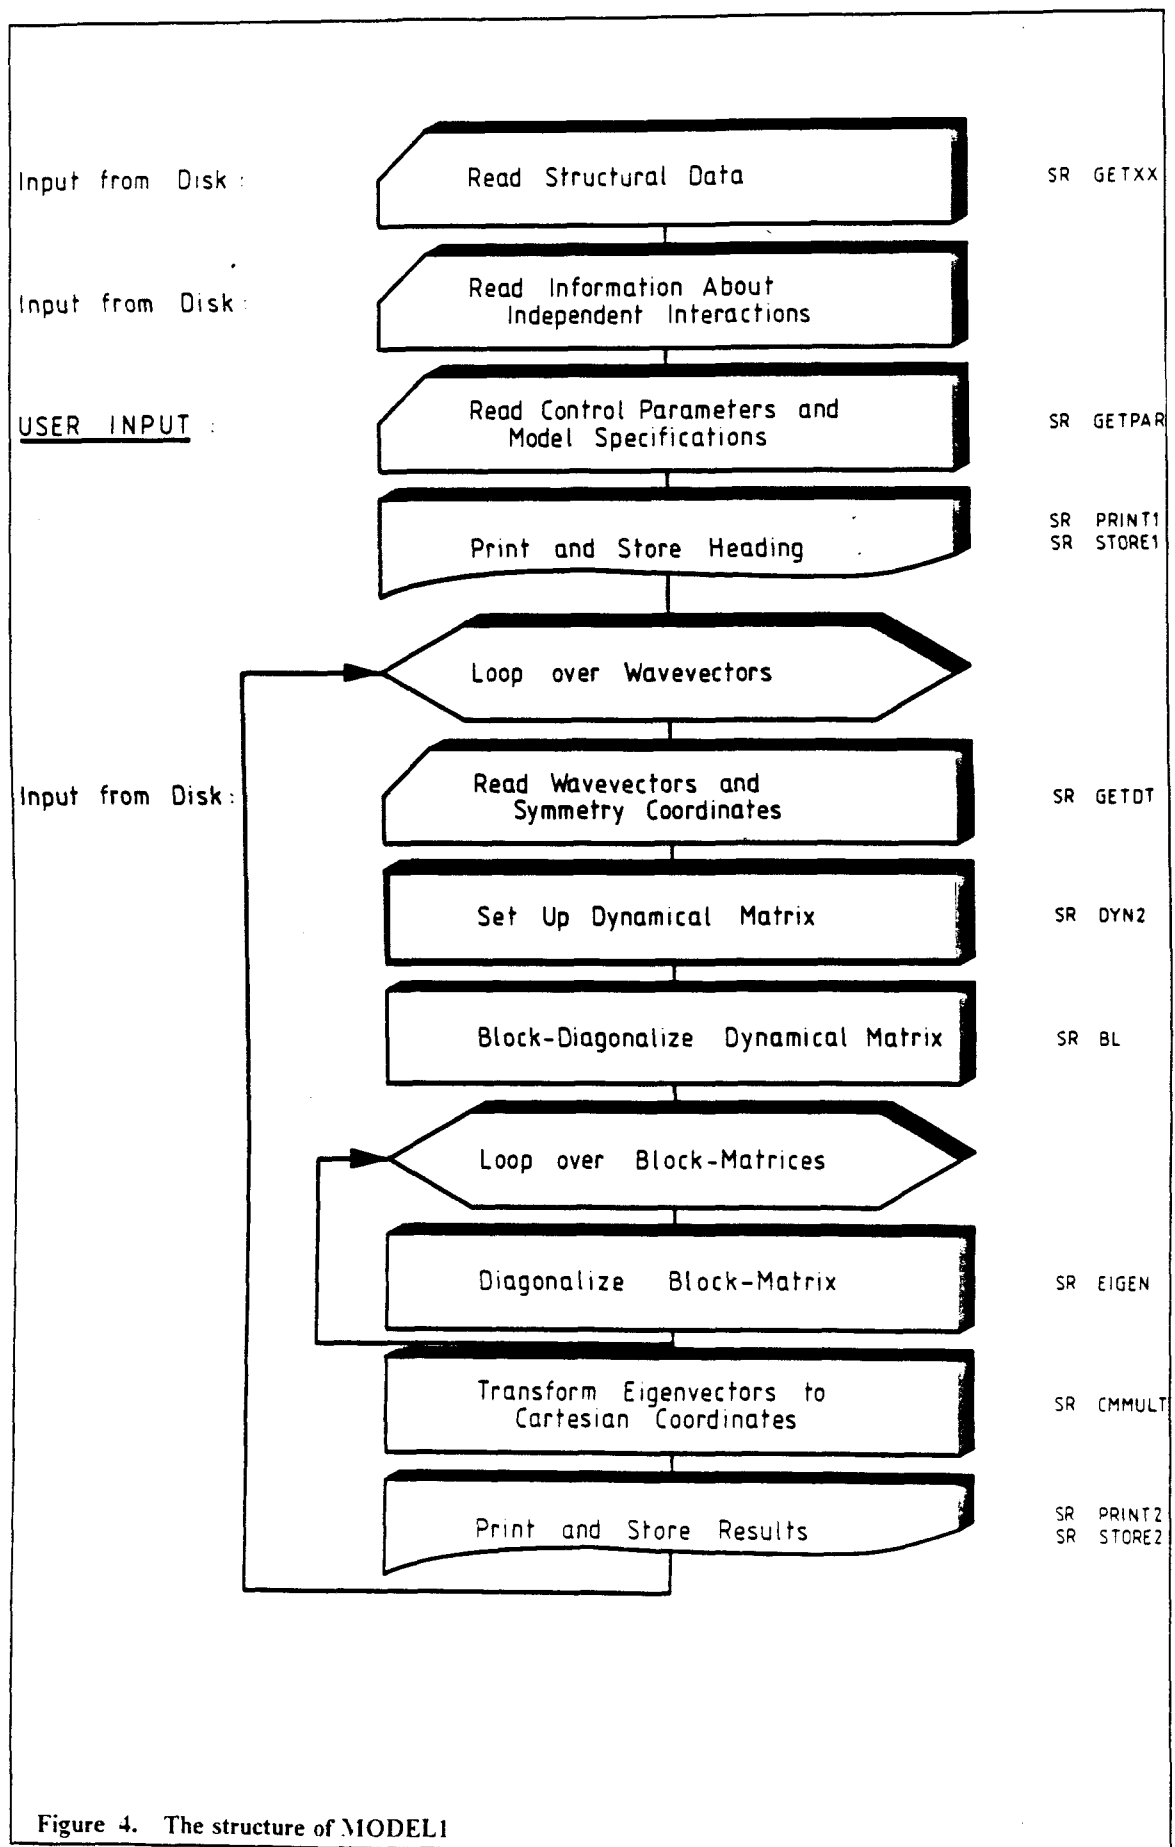 Input from Disk :
Read Structural Data
SR GETXX
Input from Disk :
Read Information About
Independent Interactions
USER INPUT :
Read Control Parameters and
Model Specifications
SR GETPAR
Print and Store Heading
SR PRINT1
SR STORE1
Loop over Wavevectors
Input from Disk :
Read Wavevectors and
Symmetry Coordinates
SR GETDT
Set Up Dynamical Matrix
SR DYN2
Block-Diagonalize Dynamical Matrix
SR BL
Loop over Block-Matrices
Diagonalize Block-Matrix
SR EIGEN
Transform Eigenvectors to
Cartesian Coordinates
SR CMMULT
Print and Store Results
SR PRINT2
SR STORE2
Figure 4. The structure of MODEL1